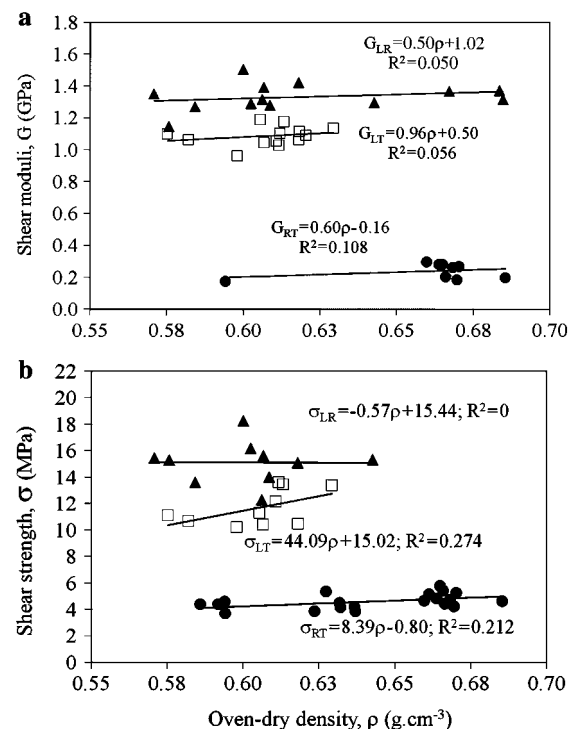 a
Shear moduli, G (GPa)
1.8
1.6
1.4
1.2
1.0
0.8
0.6
0.4
0.2
0.0
G_LR=0.50ρ+1.02
R²=0.050
G_LT=0.96ρ+0.50
R²=0.056
G_RT=0.60ρ-0.16
R²=0.108
0.55 0.58 0.60 0.63 0.65 0.68 0.70
b
Shear strength, σ (MPa)
22
20
18
16
14
12
10
8
6
4
2
0
σ_LR=-0.57ρ+15.44; R²=0
σ_LT=44.09ρ+15.02; R²=0.274
σ_RT=8.39ρ-0.80; R²=0.212
0.55 0.58 0.60 0.63 0.65 0.68 0.70
Oven-dry density, ρ (g.cm⁻³)